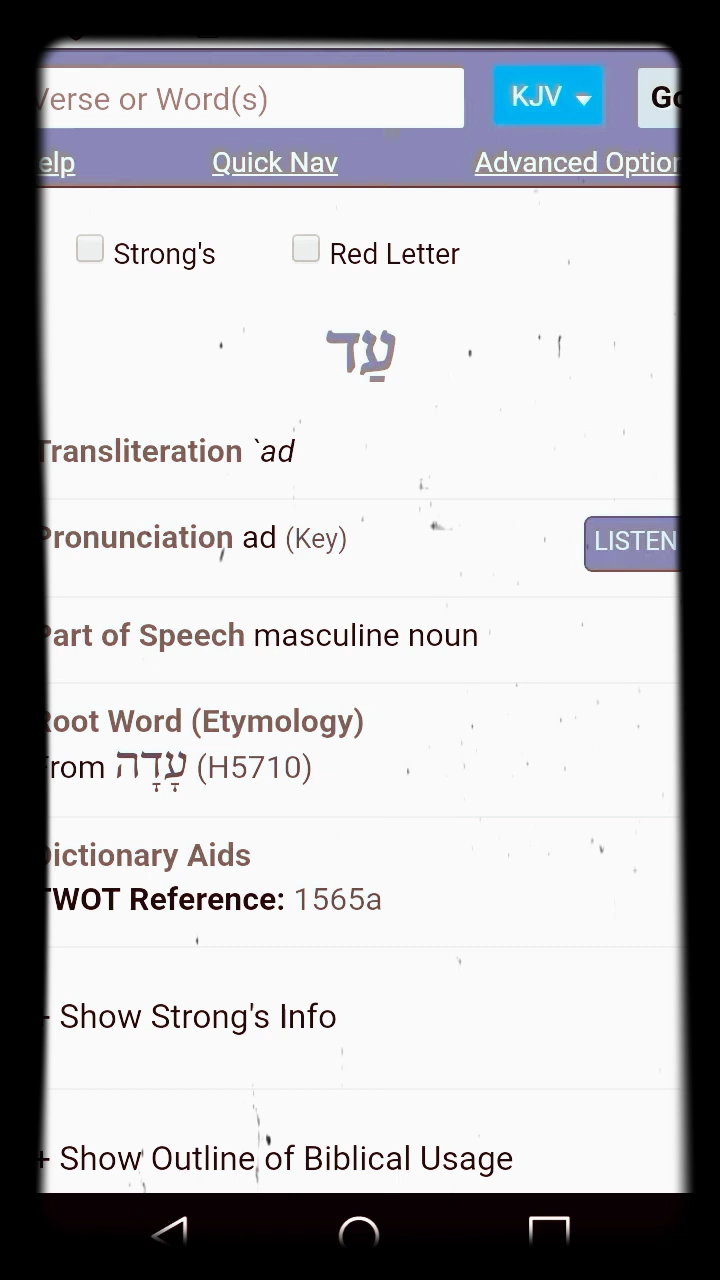 Verse or Word(s) KJV Go
elp Quick Nav Advanced Option
Strong's Red Letter
עַד
Transliteration `ad
Pronunciation ad (Key) LISTEN
Part of Speech masculine noun
Root Word (Etymology)
From עָדָה (H5710)
Dictionary Aids
TWOT Reference: 1565a
+ Show Strong's Info
+ Show Outline of Biblical Usage